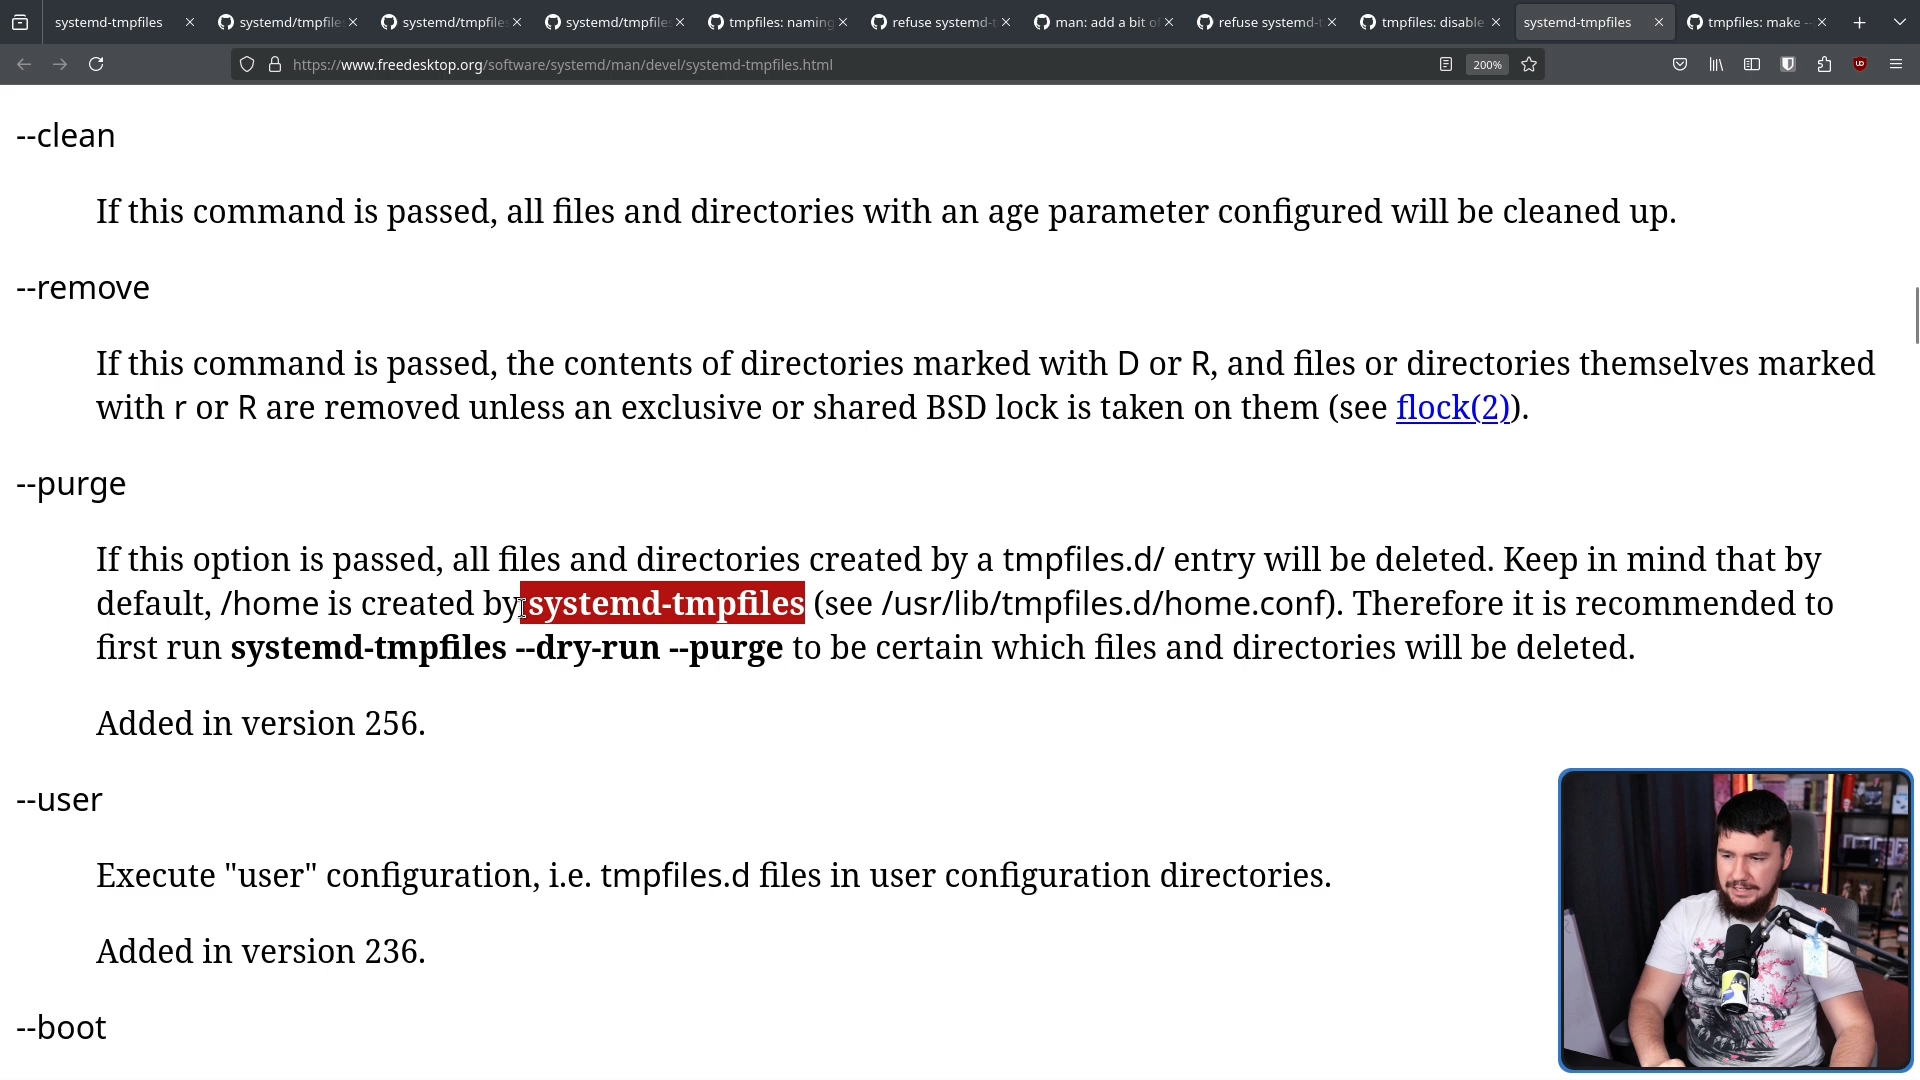 systemd-tmpfiles
systemd/tmpfile
systemd/tmpfile
systemd/tmpfile
tmpfiles: naming
refuse systemd-t
man: add a bit of
refuse systemd-t
tmpfiles: disable
systemd-tmpfiles
tmpfiles: make --
https://www.freedesktop.org/software/systemd/man/devel/systemd-tmpfiles.html
200%
--clean
If this command is passed, all files and directories with an age parameter configured will be cleaned up.
--remove
If this command is passed, the contents of directories marked with D or R, and files or directories themselves marked
with r or R are removed unless an exclusive or shared BSD lock is taken on them (see flock(2)).
--purge
If this option is passed, all files and directories created by a tmpfiles.d/ entry will be deleted. Keep in mind that by
default, /home is created by systemd-tmpfiles (see /usr/lib/tmpfiles.d/home.conf). Therefore it is recommended to
first run systemd-tmpfiles --dry-run --purge to be certain which files and directories will be deleted.
Added in version 256.
--user
Execute "user" configuration, i.e. tmpfiles.d files in user configuration directories.
Added in version 236.
--boot